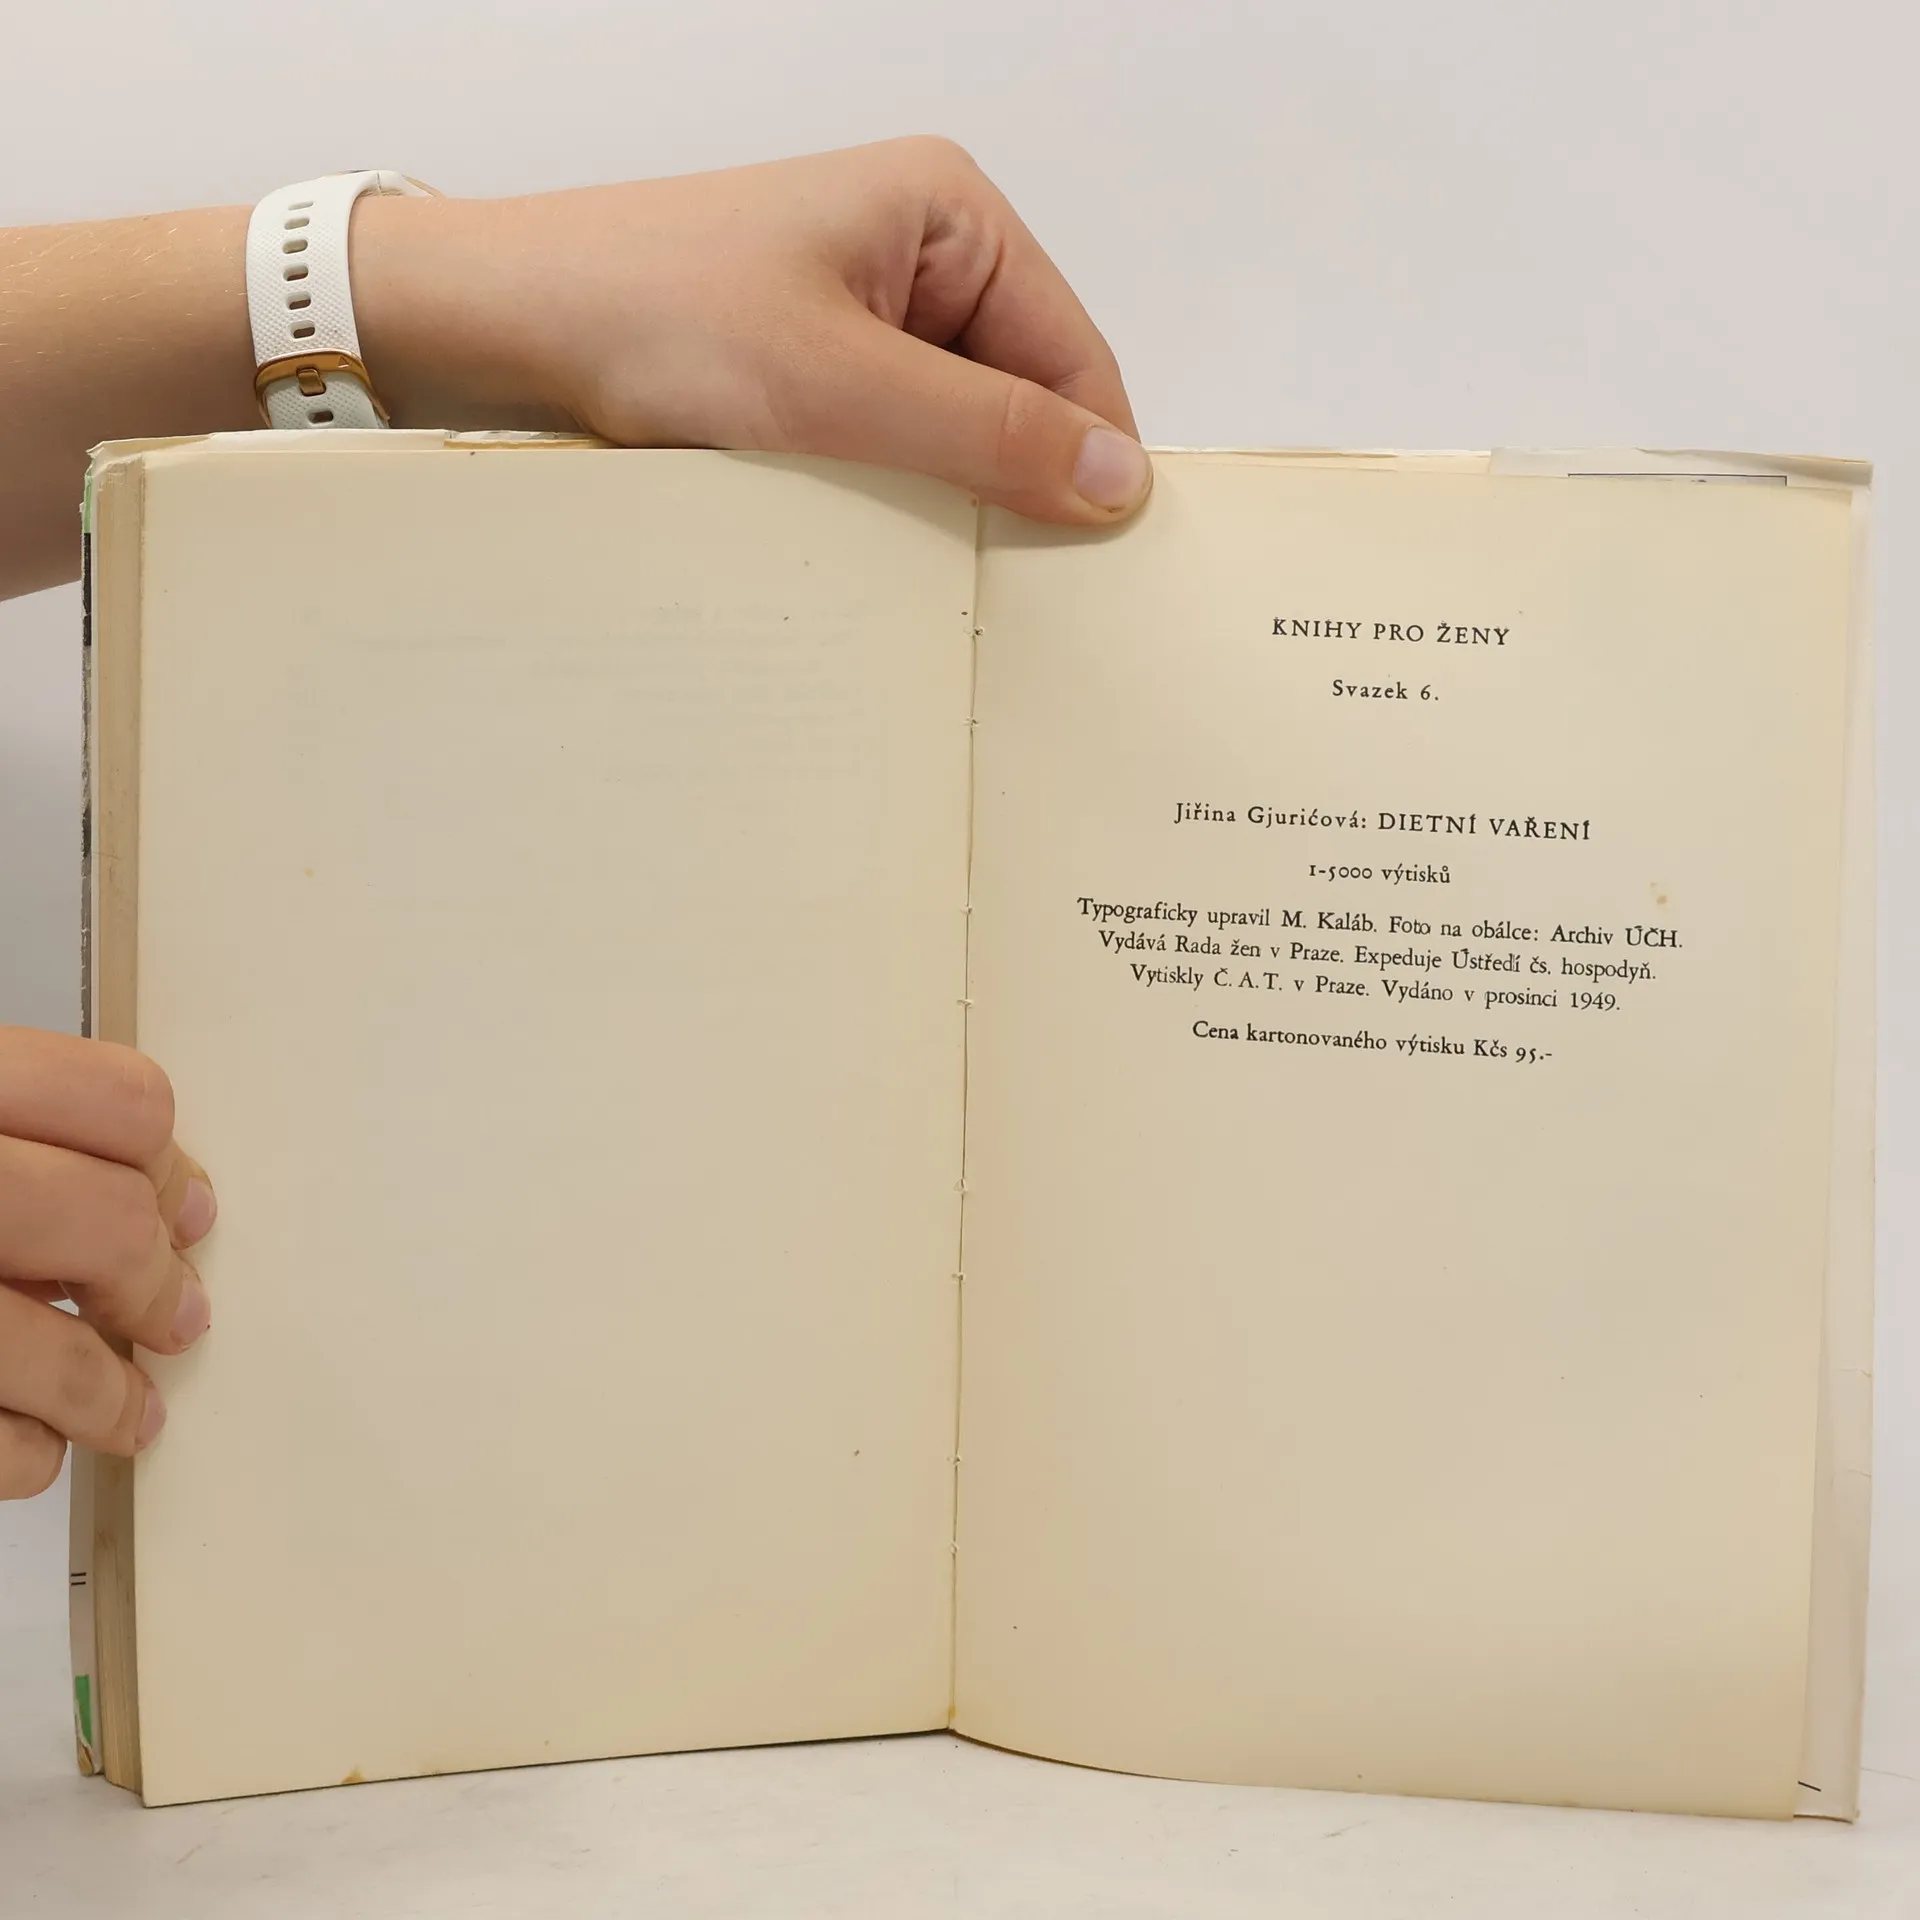 KNIHY PRO ŽENY
Svazek 6.
Jiřina Gjurićová: DIETNÍ VAŘENÍ
1-5000 výtisků
Typograficky upravil M. Kaláb. Foto na obálce: Archiv ÚČH.
Vydává Rada žen v Praze. Expeduje Ústředí čs. hospodyň.
Vytiskly Č. A. T. v Praze. Vydáno v prosinci 1949.
Cena kartonovaného výtisku Kčs 95.-